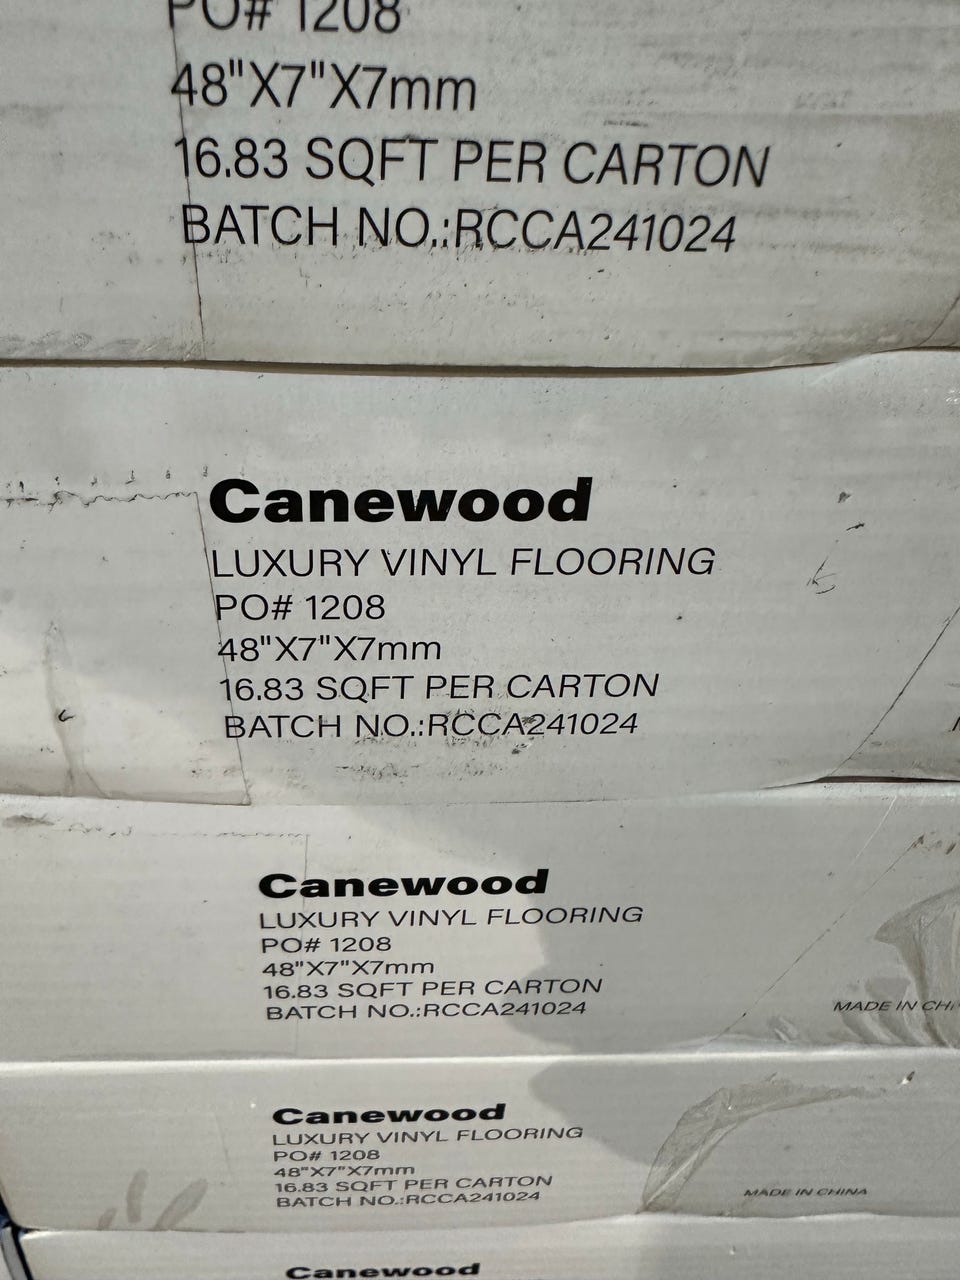 PO# 1208
48"X7"X7mm
16.83 SQFT PER CARTON
BATCH NO.:RCCA241024
Canewood
LUXURY VINYL FLOORING
PO# 1208
48"X7"X7mm
16.83 SQFT PER CARTON
BATCH NO.:RCCA241024
Canewood
LUXURY VINYL FLOORING
PO# 1208
48"X7"X7mm
16.83 SQFT PER CARTON
BATCH NO.:RCCA241024
MADE IN CHI
Canewood
LUXURY VINYL FLOORING
PO# 1208
48"X7"X7mm
16.83 SQFT PER CARTON
BATCH NO.:RCCA241024
MADE IN CHINA
Canewood